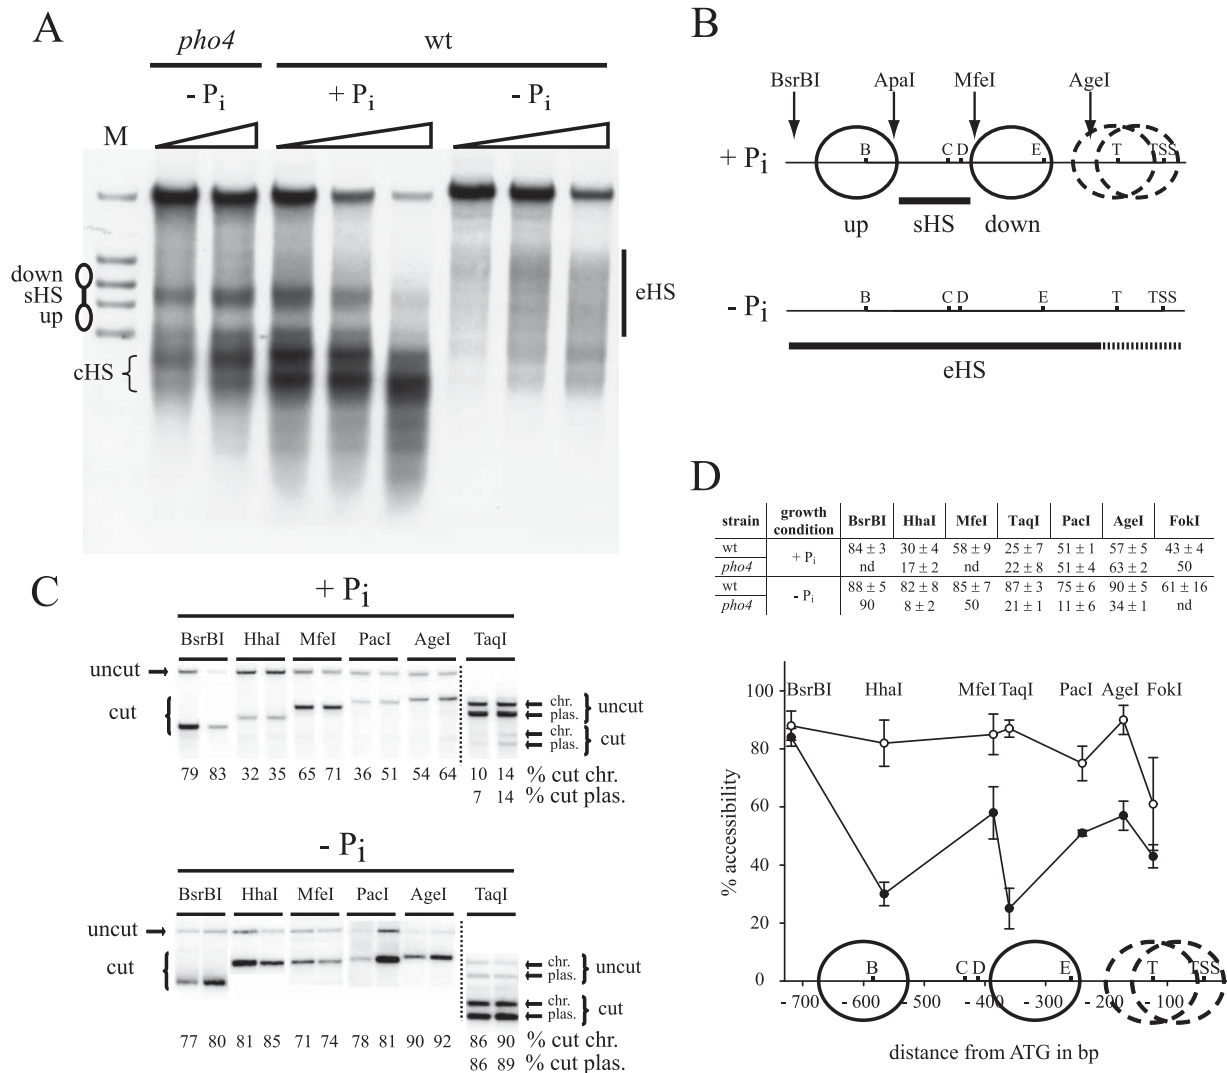 A
pho4
wt
- Pi
+ Pi
- Pi
M
down
sHS
up
cHS
eHS
B
BsrBI ApaI MfeI AgeI
+ Pi
B C D E T TSS
up sHS down
- Pi
B C D E T TSS
eHS
C
+ Pi
BsrBI HhaI MfeI PacI AgeI TaqI
uncut
cut
chr.
plas.
uncut
chr.
plas.
cut
79 83 32 35 65 71 36 51 54 64 10 14 % cut chr.
7 14 % cut plas.
- Pi
BsrBI HhaI MfeI PacI AgeI TaqI
uncut
cut
chr.
plas.
uncut
chr.
plas.
cut
77 80 81 85 71 74 78 81 90 92 86 90 % cut chr.
86 89 % cut plas.
D
strain growth condition BsrBI HhaI MfeI TaqI PacI AgeI FokI
wt + Pi 84 ± 3 30 ± 4 58 ± 9 25 ± 7 51 ± 1 57 ± 5 43 ± 4
pho4 nd 17 ± 2 nd 22 ± 8 51 ± 4 63 ± 2 50
wt - Pi 88 ± 5 82 ± 8 85 ± 7 87 ± 3 75 ± 6 90 ± 5 61 ± 16
pho4 90 8 ± 2 50 21 ± 1 11 ± 6 34 ± 1 nd
BsrBI HhaI MfeI TaqI PacI AgeI FokI
% accessibility
100
80
60
40
20
0
B C D E T TSS
- 700 - 600 - 500 - 400 - 300 - 200 - 100
distance from ATG in bp